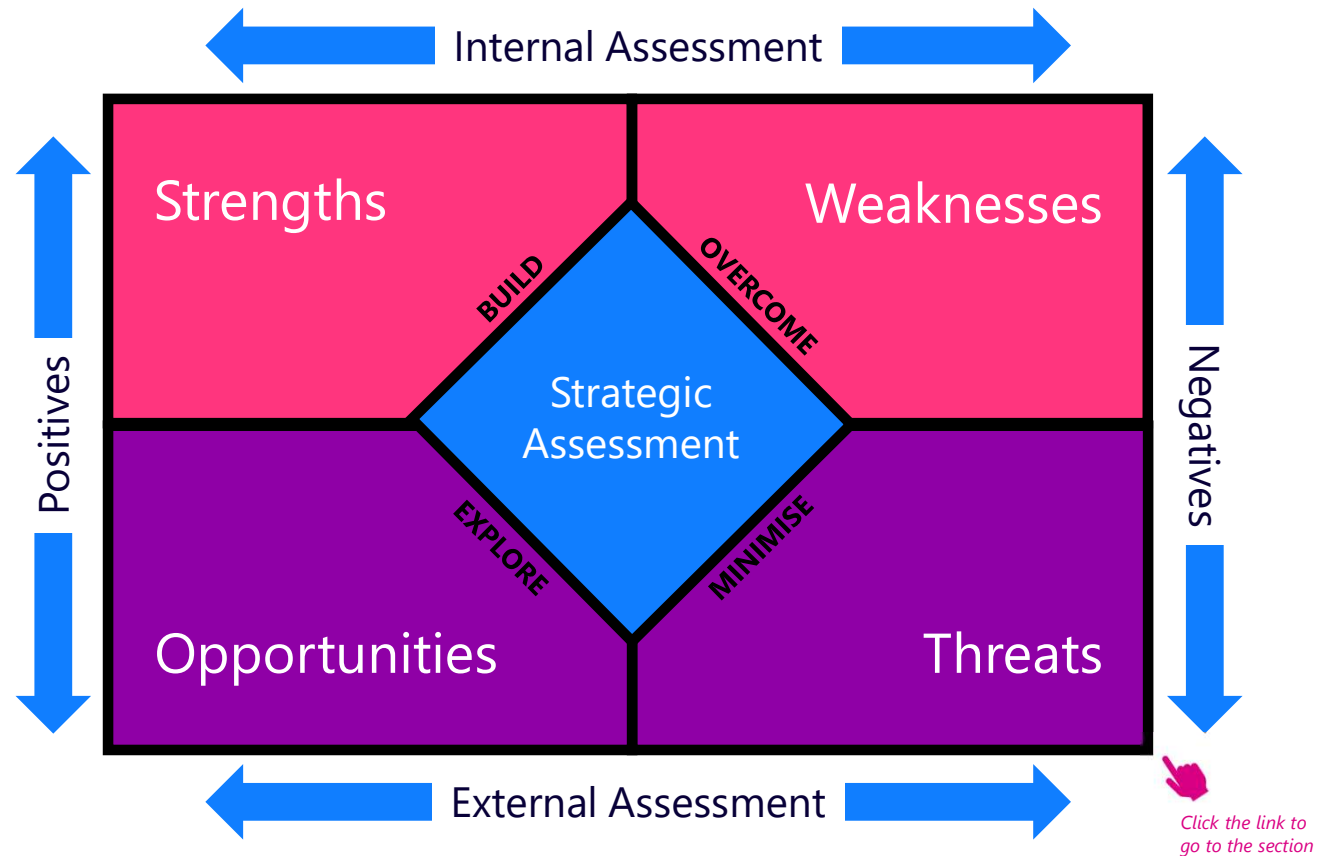 Internal Assessment
Strengths
Weaknesses
BUILD
OVERCOME
Positives
Strategic
Assessment
Negatives
EXPLORE
MINIMISE
Opportunities
Threats
External Assessment
Click the link to
go to the section